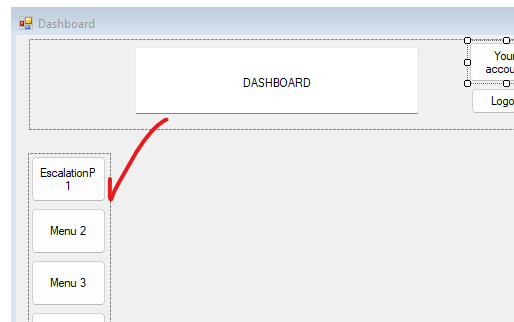 Dashboard
DASHBOARD
Your
accou
Logo
EscalationP
1
Menu 2
Menu 3